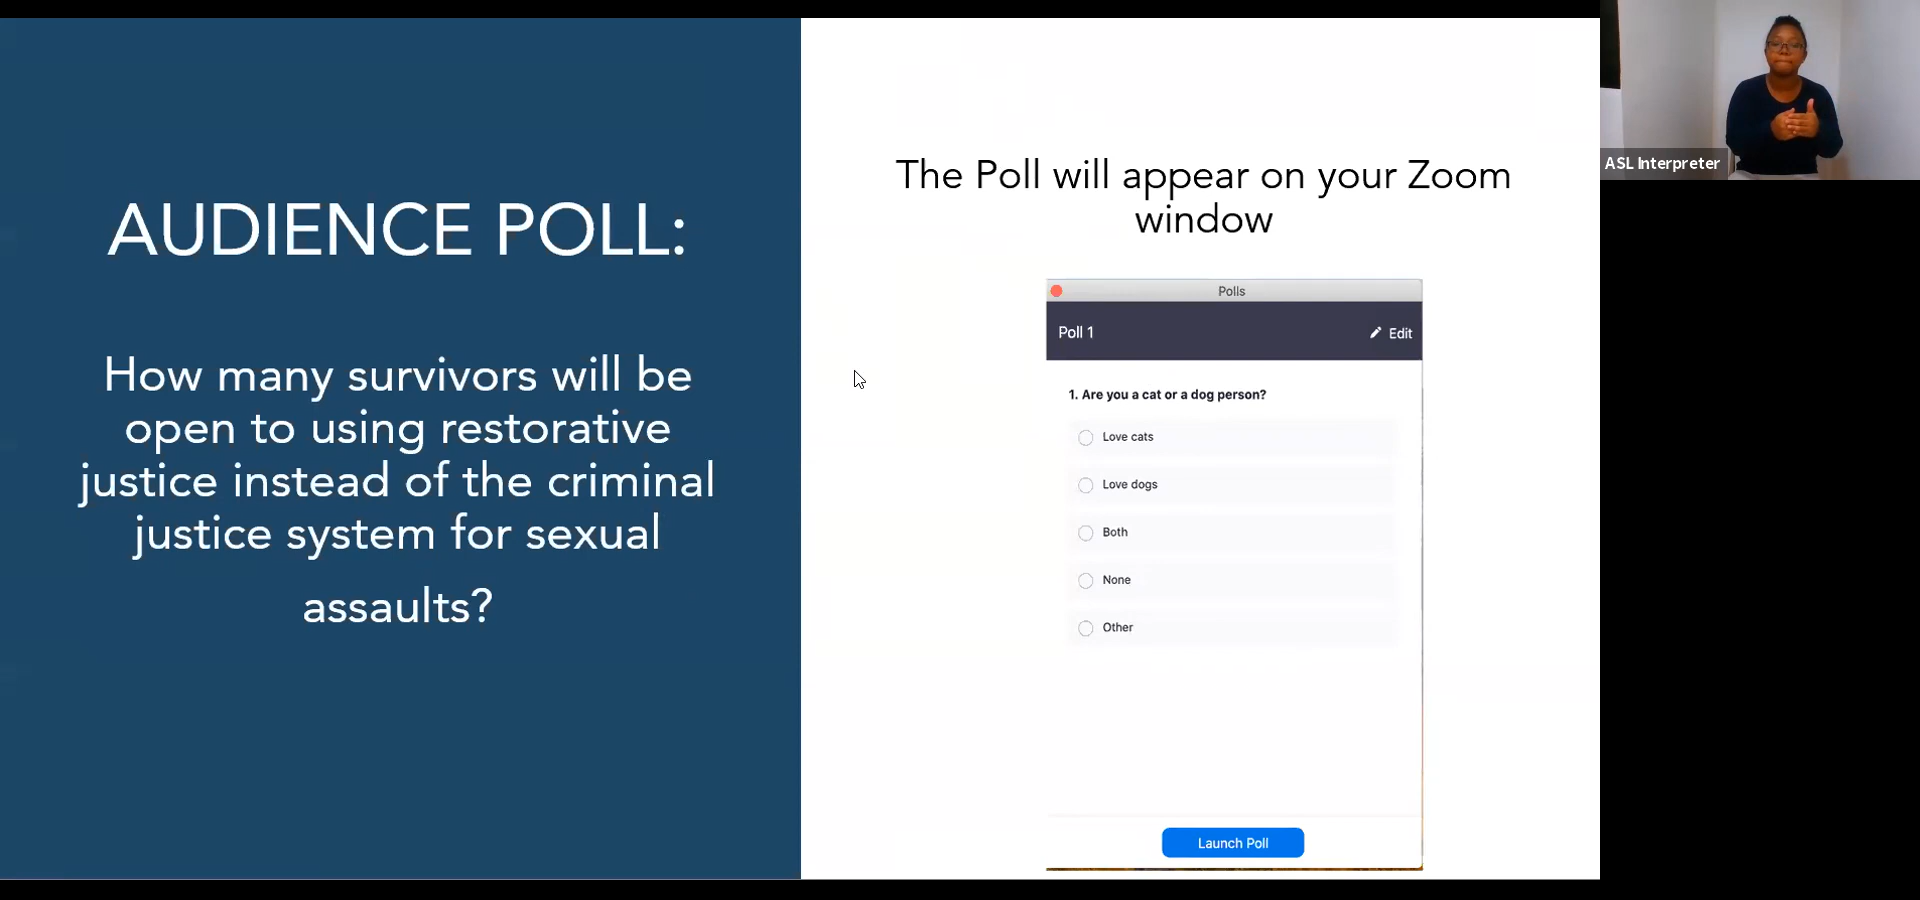 AUDIENCE POLL:
How many survivors will be
open to using restorative
justice instead of the criminal
justice system for sexual
assaults?
The Poll will appear on your Zoom
window
Polls
Poll 1
Edit
1. Are you a cat or a dog person?
Love cats
Love dogs
Both
None
Other
Launch Poll
ASL Interpreter